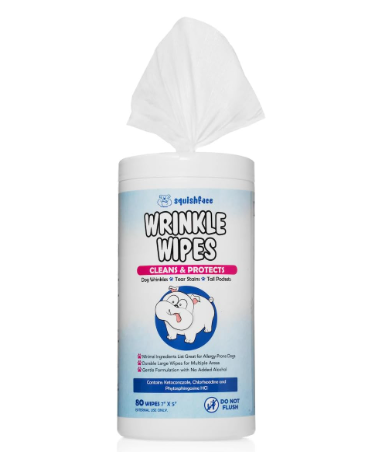 squishface
WRINKLE
WIPES
CLEANS & PROTECTS
Dog Wrinkles Tear Stains Tail Pockets
Minimal Ingredients List Great for Allergy-Prone Dogs
Durable Large Wipes for Multiple Areas
Gentle Formulation with No Added Alcohol
Contains Ketoconazole, Chlorhexidine and
Phytosphingosine HCl
80 WIPES 7" X 9"
EXTERNAL USE ONLY.
DO NOT
FLUSH